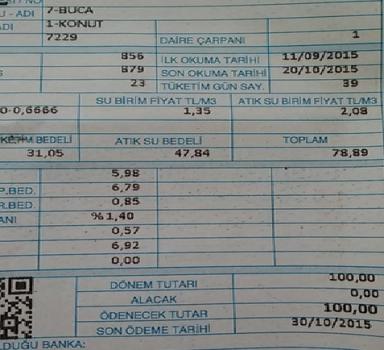 U - ADI 7-BUCA
ADI 1-KONUT
7229 DAİRE ÇARPANI 1
856 İLK OKUMA TARİHİ 11/09/2015
879 SON OKUMA TARİHİ 20/10/2015
23 TÜKETİM GÜN SAY. 39
SU BİRİM FİYAT TL/M3 ATIK SU BİRİM FİYAT TL/M3
0-0,6666 1,35 2,08
BEDELİ ATIK SU BEDELİ TOPLAM
31,05 47,84 78,89
5,98
P.BED. 6,79
R.BED. 0,85
ANI %1,40
0,57
6,92
0,00
DÖNEM TUTARI 100,00
ALACAK 0,00
ÖDENECEK TUTAR 100,00
SON ÖDEME TARİHİ 30/10/2015
LDUĞU BANKA: